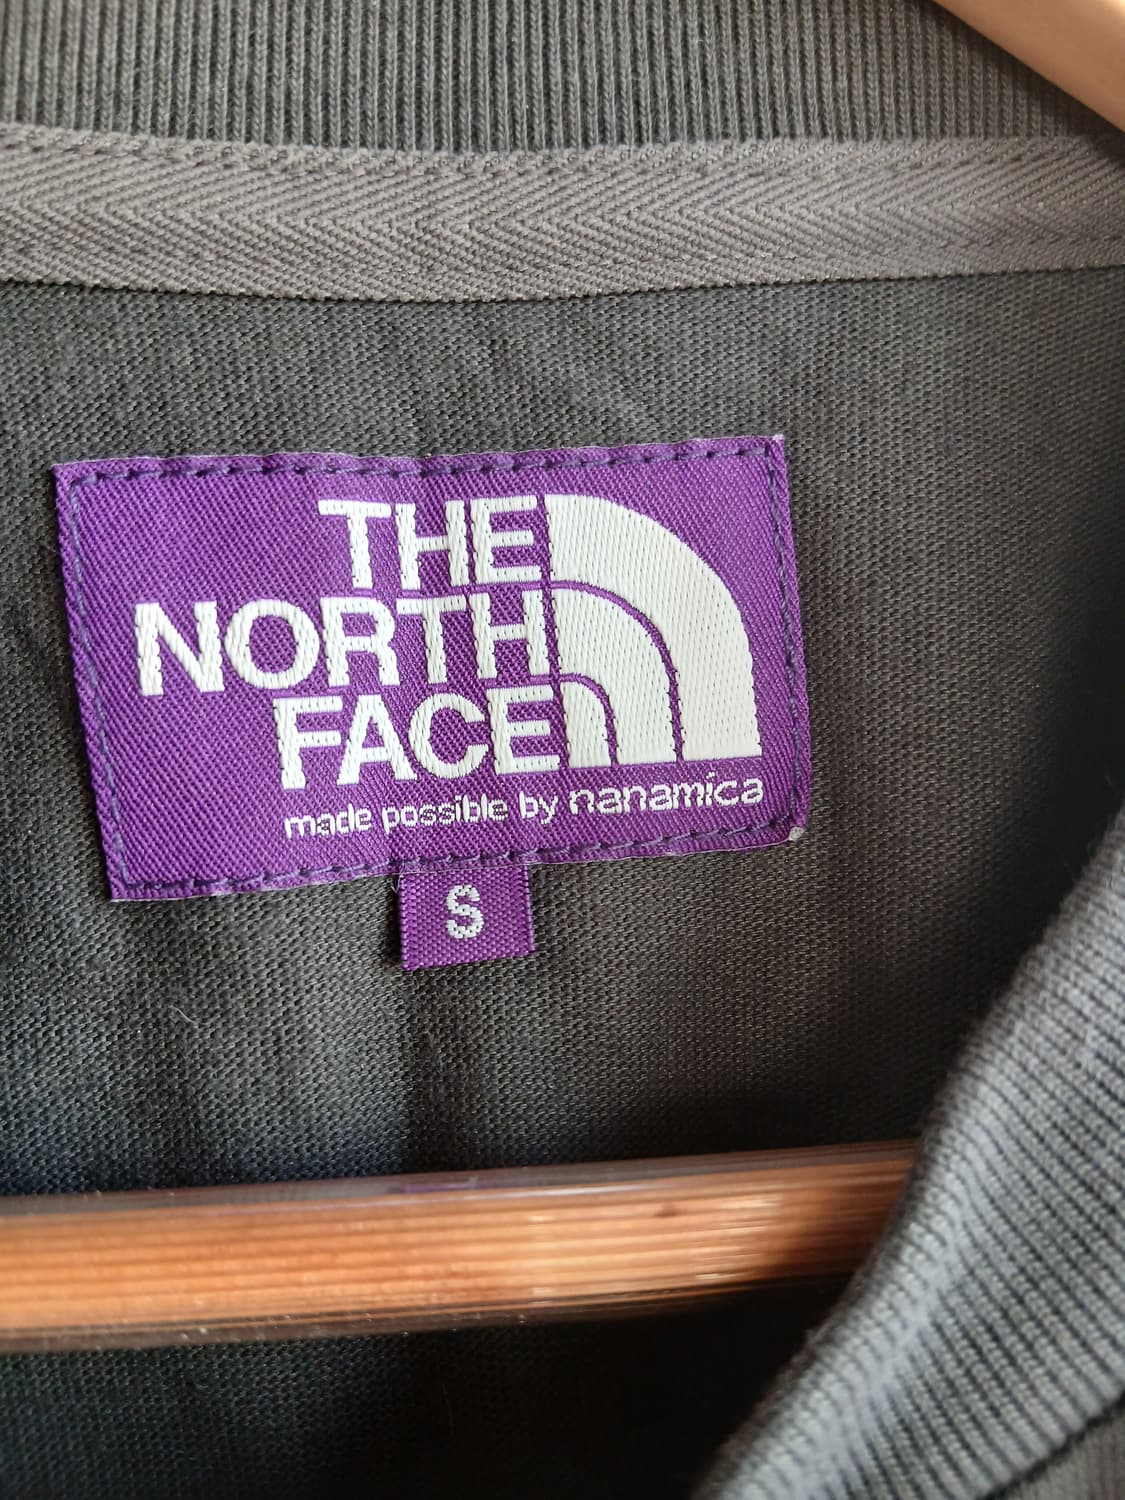 THE
NORTH
FACE
made possible by nanamica
S